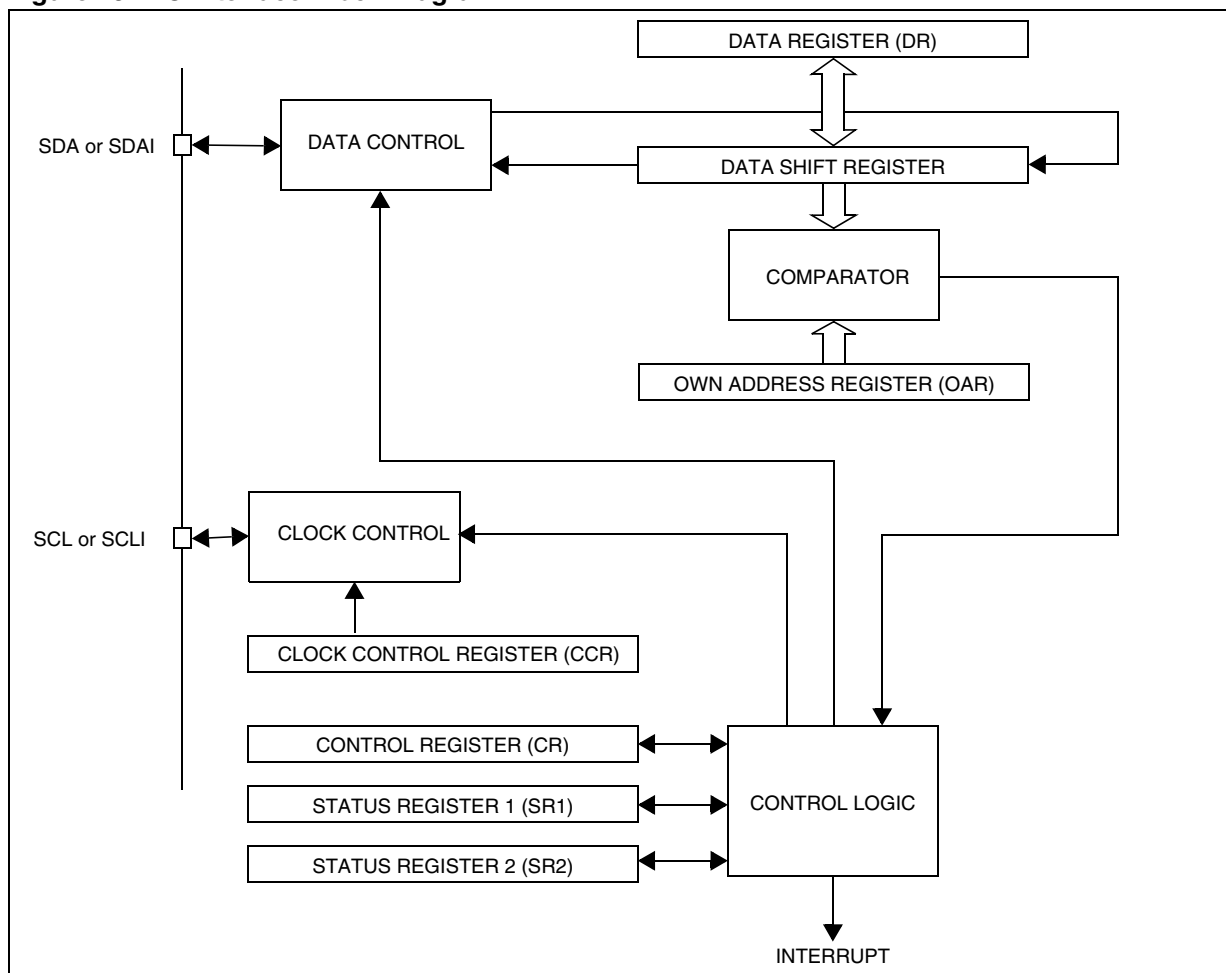 DATA REGISTER (DR)
SDA or SDAI
DATA CONTROL
DATA SHIFT REGISTER
COMPARATOR
OWN ADDRESS REGISTER (OAR)
SCL or SCLI
CLOCK CONTROL
CLOCK CONTROL REGISTER (CCR)
CONTROL REGISTER (CR)
STATUS REGISTER 1 (SR1)
CONTROL LOGIC
STATUS REGISTER 2 (SR2)
INTERRUPT